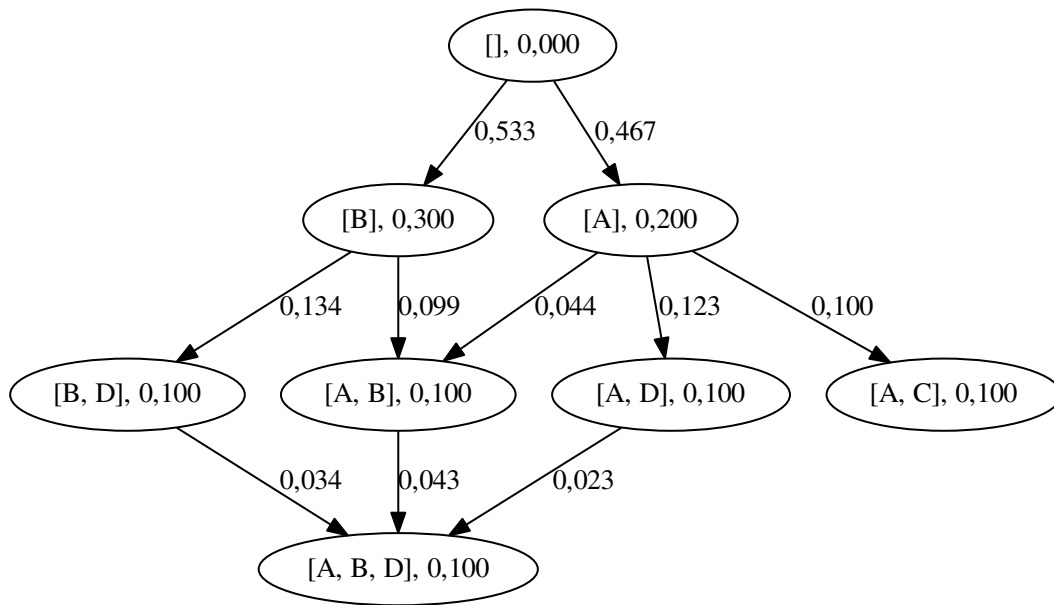 [], 0,000
0,533
0,467
[B], 0,300
[A], 0,200
0,134
0,099
0,044
0,123
0,100
[B, D], 0,100
[A, B], 0,100
[A, D], 0,100
[A, C], 0,100
0,034
0,043
0,023
[A, B, D], 0,100